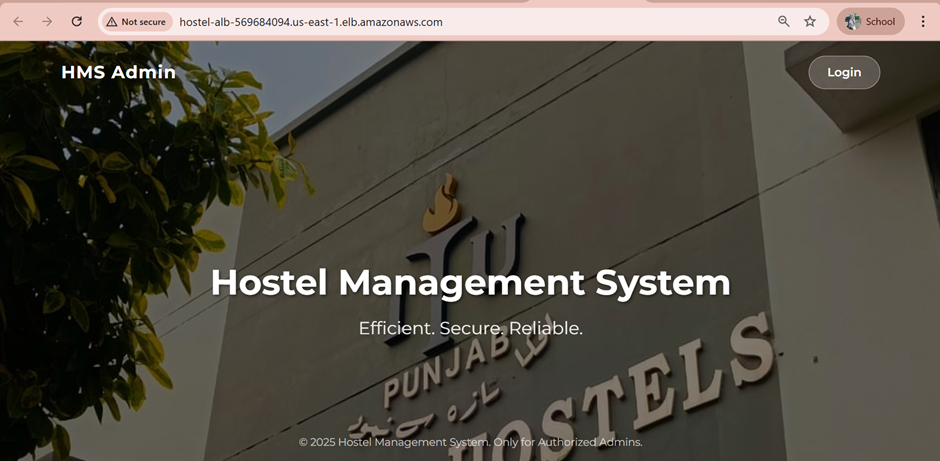 Not secure
hostel-alb-569684094.us-east-1.elb.amazonaws.com
School
HMS Admin
Login
ITU
Hostel Management System
Efficient. Secure. Reliable.
PUNJAB
HOSTELS
© 2025 Hostel Management System. Only for Authorized Admins.